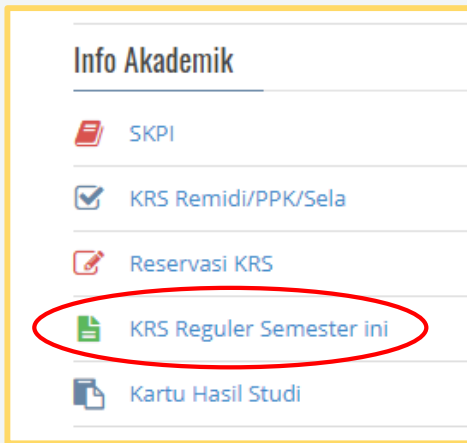 Info Akademik
SKPI
KRS Remidi/PPK/Sela
Reservasi KRS
KRS Reguler Semester ini
Kartu Hasil Studi